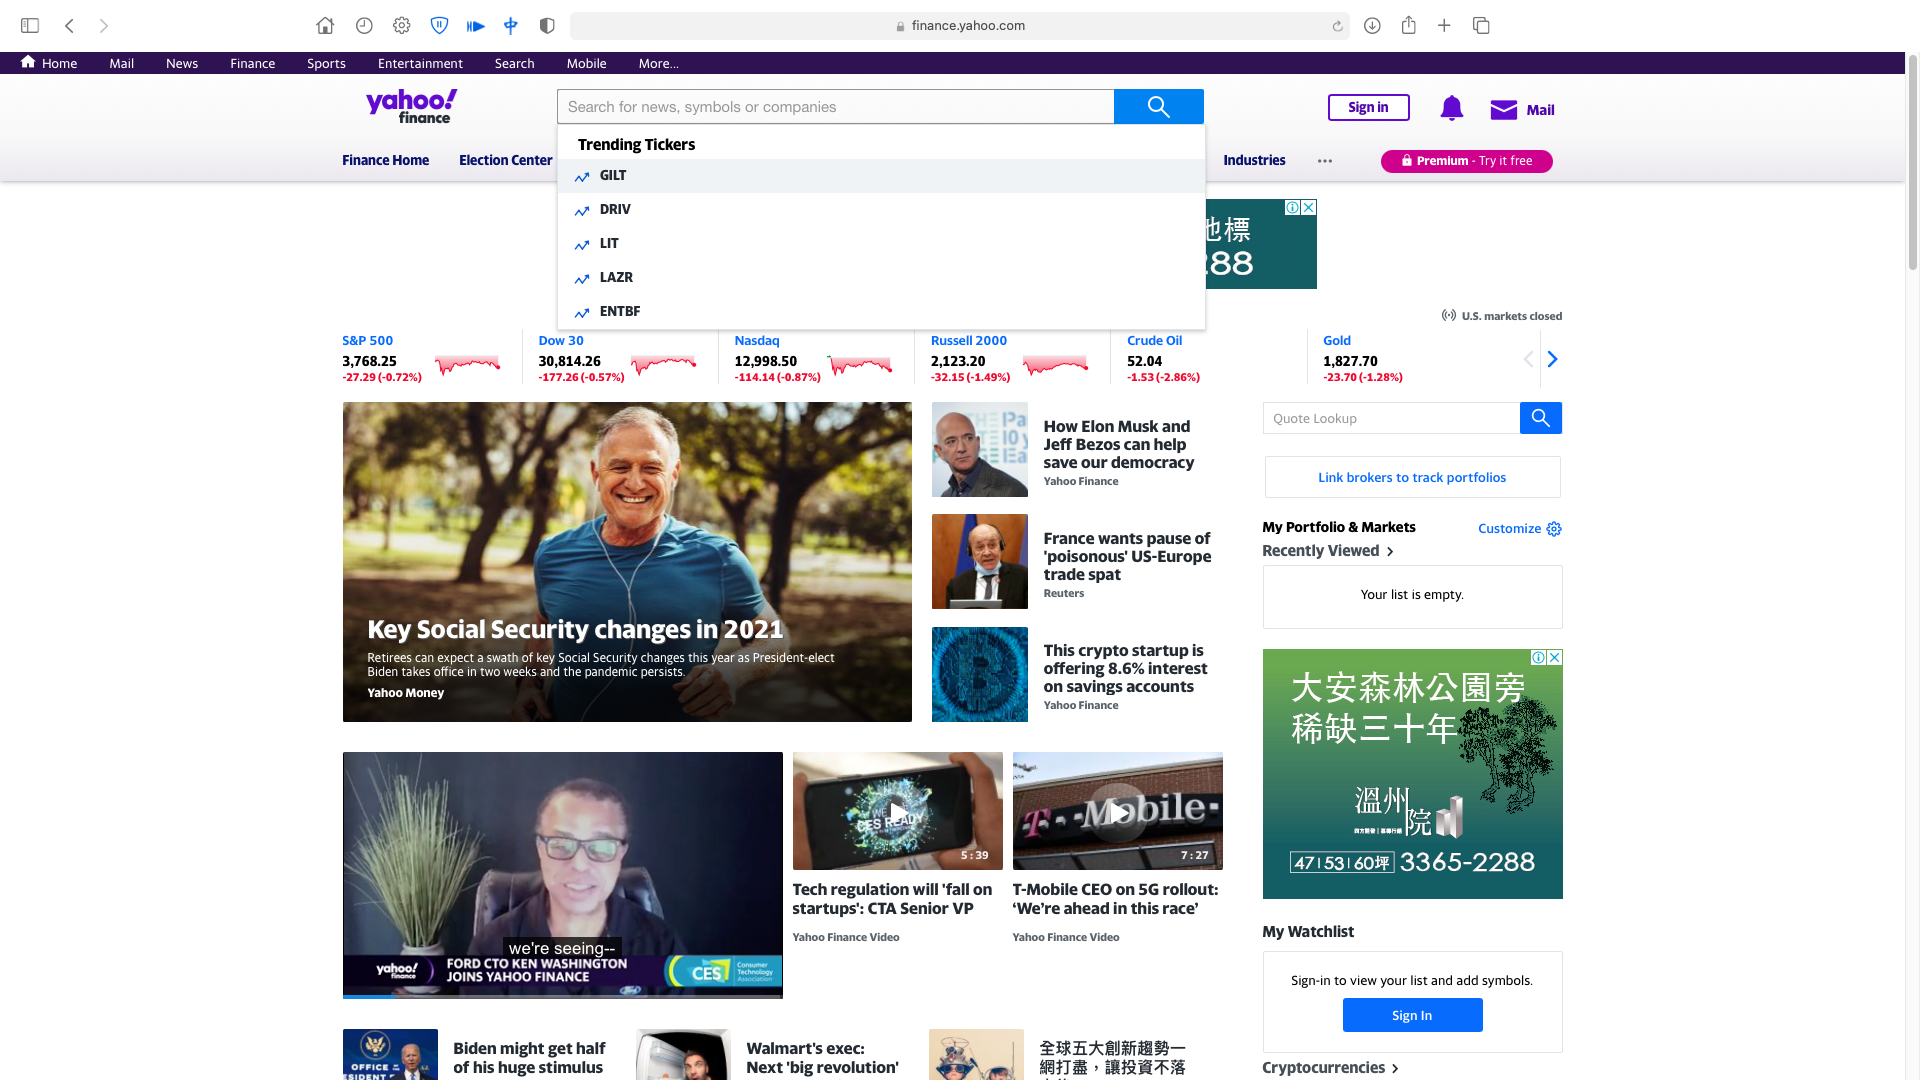 finance.yahoo.com
Home Mail News Finance Sports Entertainment Search Mobile More...
yahoo! finance
Search for news, symbols or companies
Sign in
Mail
Trending Tickers
GILT
DRIV
LIT
LAZR
ENTBF
Finance Home Election Center Industries ... Premium - Try it free
地標
288
U.S. markets closed
S&P 500
3,768.25
-27.29 (-0.72%)
Dow 30
30,814.26
-177.26 (-0.57%)
Nasdaq
12,998.50
-114.14 (-0.87%)
Russell 2000
2,123.20
-32.15 (-1.49%)
Crude Oil
52.04
-1.53 (-2.86%)
Gold
1,827.70
-23.70 (-1.28%)
Key Social Security changes in 2021
Retirees can expect a swath of key Social Security changes this year as President-elect
Biden takes office in two weeks and the pandemic persists.
Yahoo Money
How Elon Musk and
Jeff Bezos can help
save our democracy
Yahoo Finance
France wants pause of
'poisonous' US-Europe
trade spat
Reuters
This crypto startup is
offering 8.6% interest
on savings accounts
Yahoo Finance
Quote Lookup
Link brokers to track portfolios
My Portfolio & Markets
Customize
Recently Viewed
Your list is empty.
大安森林公園旁
稀缺三十年
溫州院
47 53 60坪 3365-2288
we're seeing--
yahoo! finance
FORD CTO KEN WASHINGTON
JOINS YAHOO FINANCE
CES Consumer Technology Association
CES READY
5:39
Tech regulation will 'fall on
startups': CTA Senior VP
Yahoo Finance Video
T-Mobile
7:27
T-Mobile CEO on 5G rollout:
‘We’re ahead in this race’
Yahoo Finance Video
My Watchlist
Sign-in to view your list and add symbols.
Sign In
Cryptocurrencies
Biden might get half
of his huge stimulus
Walmart's exec:
Next 'big revolution'
全球五大創新趨勢一
網打盡，讓投資不落